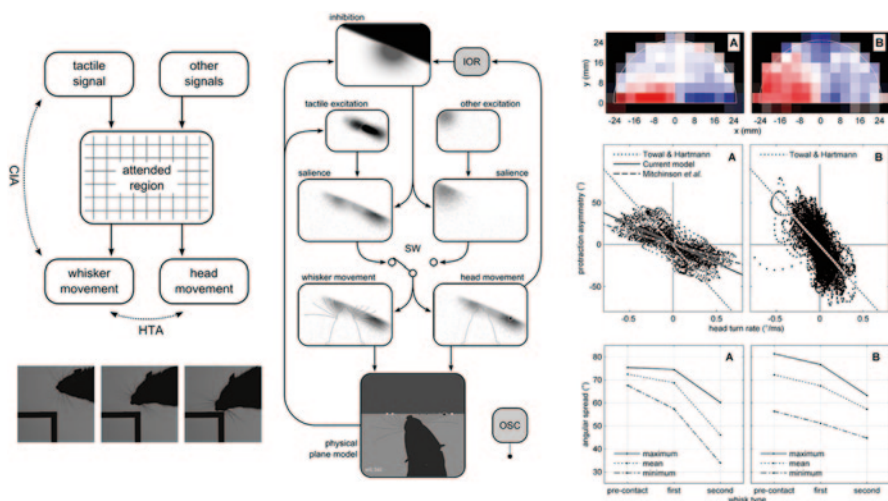 tactile
signal
other
signals
CIA
attended
region
whisker
movement
head
movement
HTA
inhibition
IOR
tactile excitation
other excitation
salience
salience
SW
whisker movement
head movement
physical
plane model
OSC
y (mm)
24
16
8
0
A
B
-24 -16 -8 0 8 16 24
-24 -16 -8 0 8 16 24
x (mm)
Towal & Hartmann
Current model
Mitchinson et al.
A
Towal & Hartmann
B
protraction asymmetry (°)
50
0
-50
-0.5 0 0.5
-0.5 0 0.5
head turn rate (°/ms)
angular spread (°)
80
70
60
50
40
30
A
B
maximum
mean
minimum
maximum
mean
minimum
pre-contact first second
pre-contact first second
whisk type